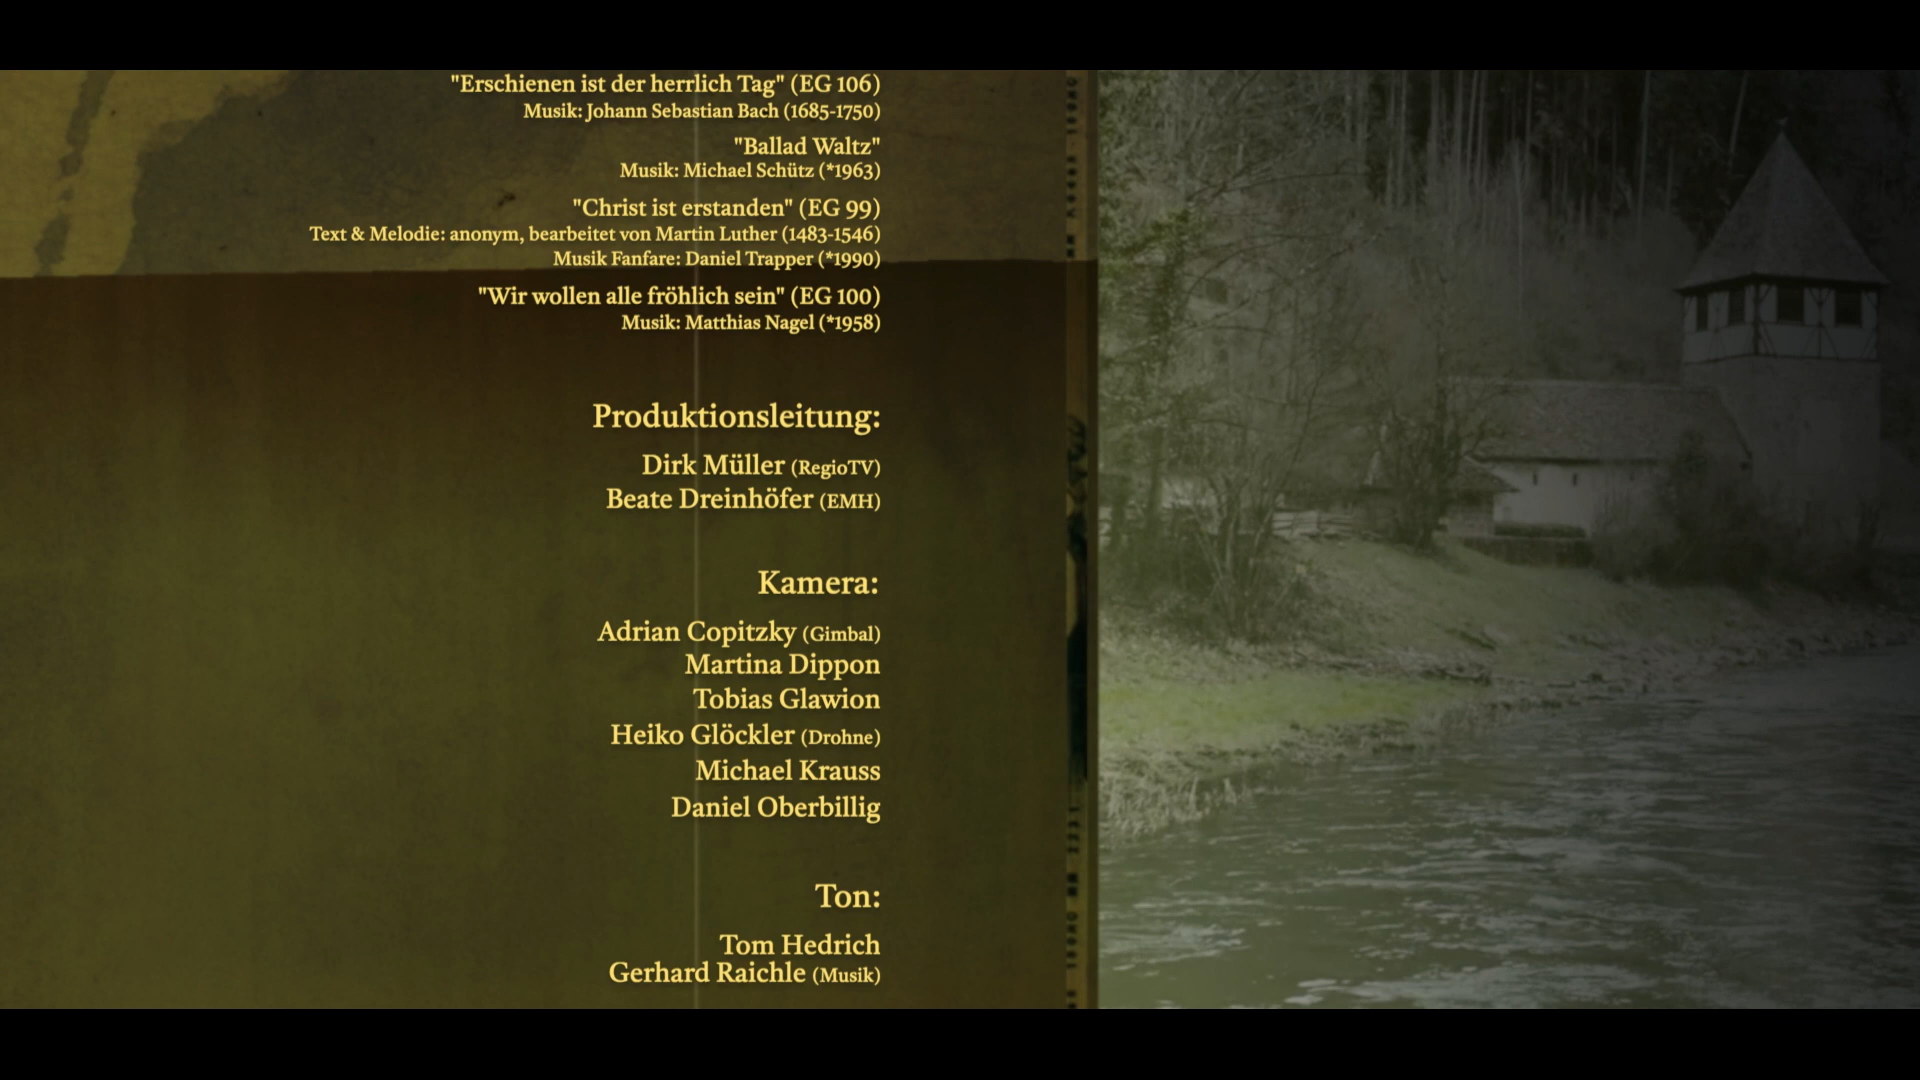 "Erschienen ist der herrlich Tag" (EG 106)
Musik: Johann Sebastian Bach (1685-1750)
"Ballad Waltz"
Musik: Michael Schütz (*1963)
"Christ ist erstanden" (EG 99)
Text & Melodie: anonym, bearbeitet von Martin Luther (1483-1546)
Musik Fanfare: Daniel Trapper (*1990)
"Wir wollen alle fröhlich sein" (EG 100)
Musik: Matthias Nagel (*1958)
Produktionsleitung:
Dirk Müller (RegioTV)
Beate Dreinhöfer (EMH)
Kamera:
Adrian Copitzky (Gimbal)
Martina Dippon
Tobias Glawion
Heiko Glöckler (Drohne)
Michael Krauss
Daniel Oberbillig
Ton:
Tom Hedrich
Gerhard Raichle (Musik)